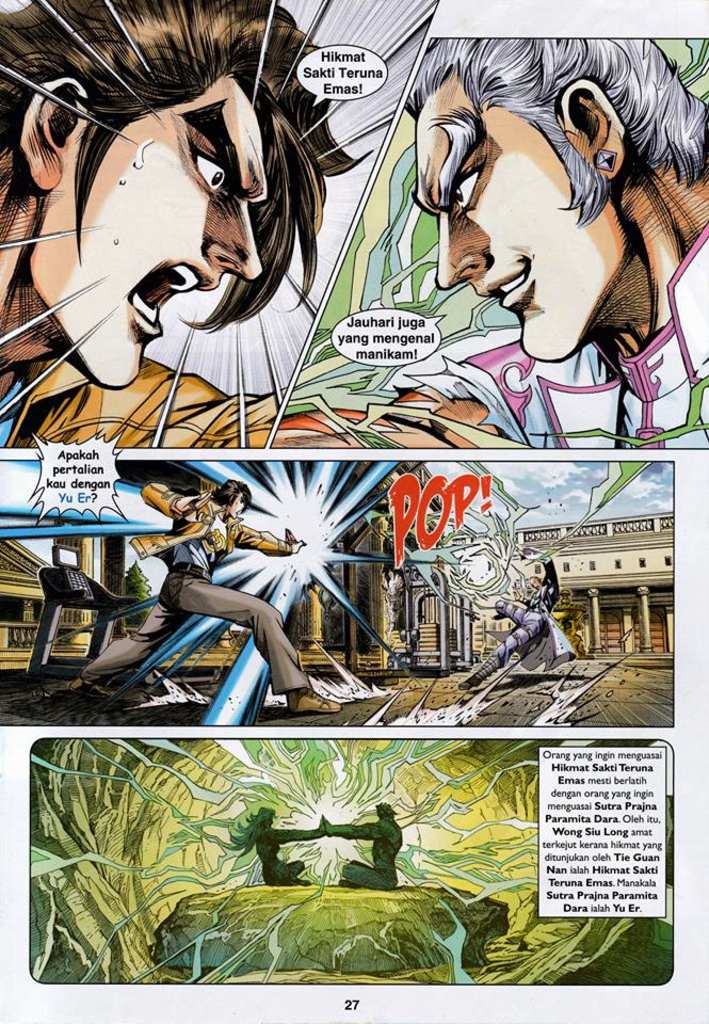 Hikmat
Sakti Teruna
Emas!
Jauhari juga
yang mengenal
manikam!
Apakah
pertalian
kau dengan
Yu Er?
POP!
Orang yang ingin menguasai
Hikmat Sakti Teruna
Emas mesti berlatih
dengan orang yang ingin
menguasai Sutra Prajna
Paramita Dara. Oleh itu,
Wong Siu Long amat
terkejut kerana hikmat yang
ditunjukan oleh Tie Guan
Nan ialah Hikmat Sakti
Teruna Emas. Manakala
Sutra Prajna Paramita
Dara ialah Yu Er.
27